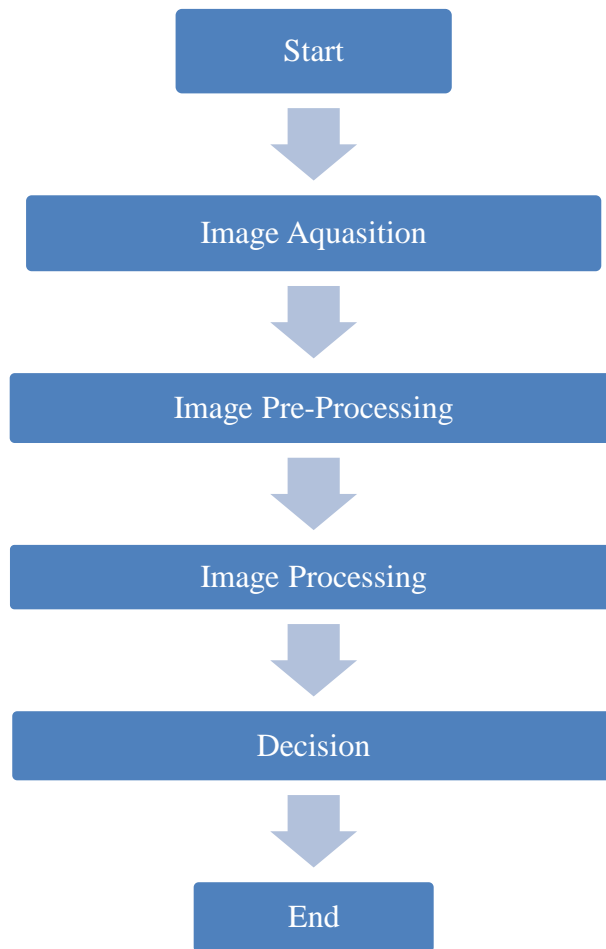 Start
Image Aquasition
Image Pre-Processing
Image Processing
Decision
End